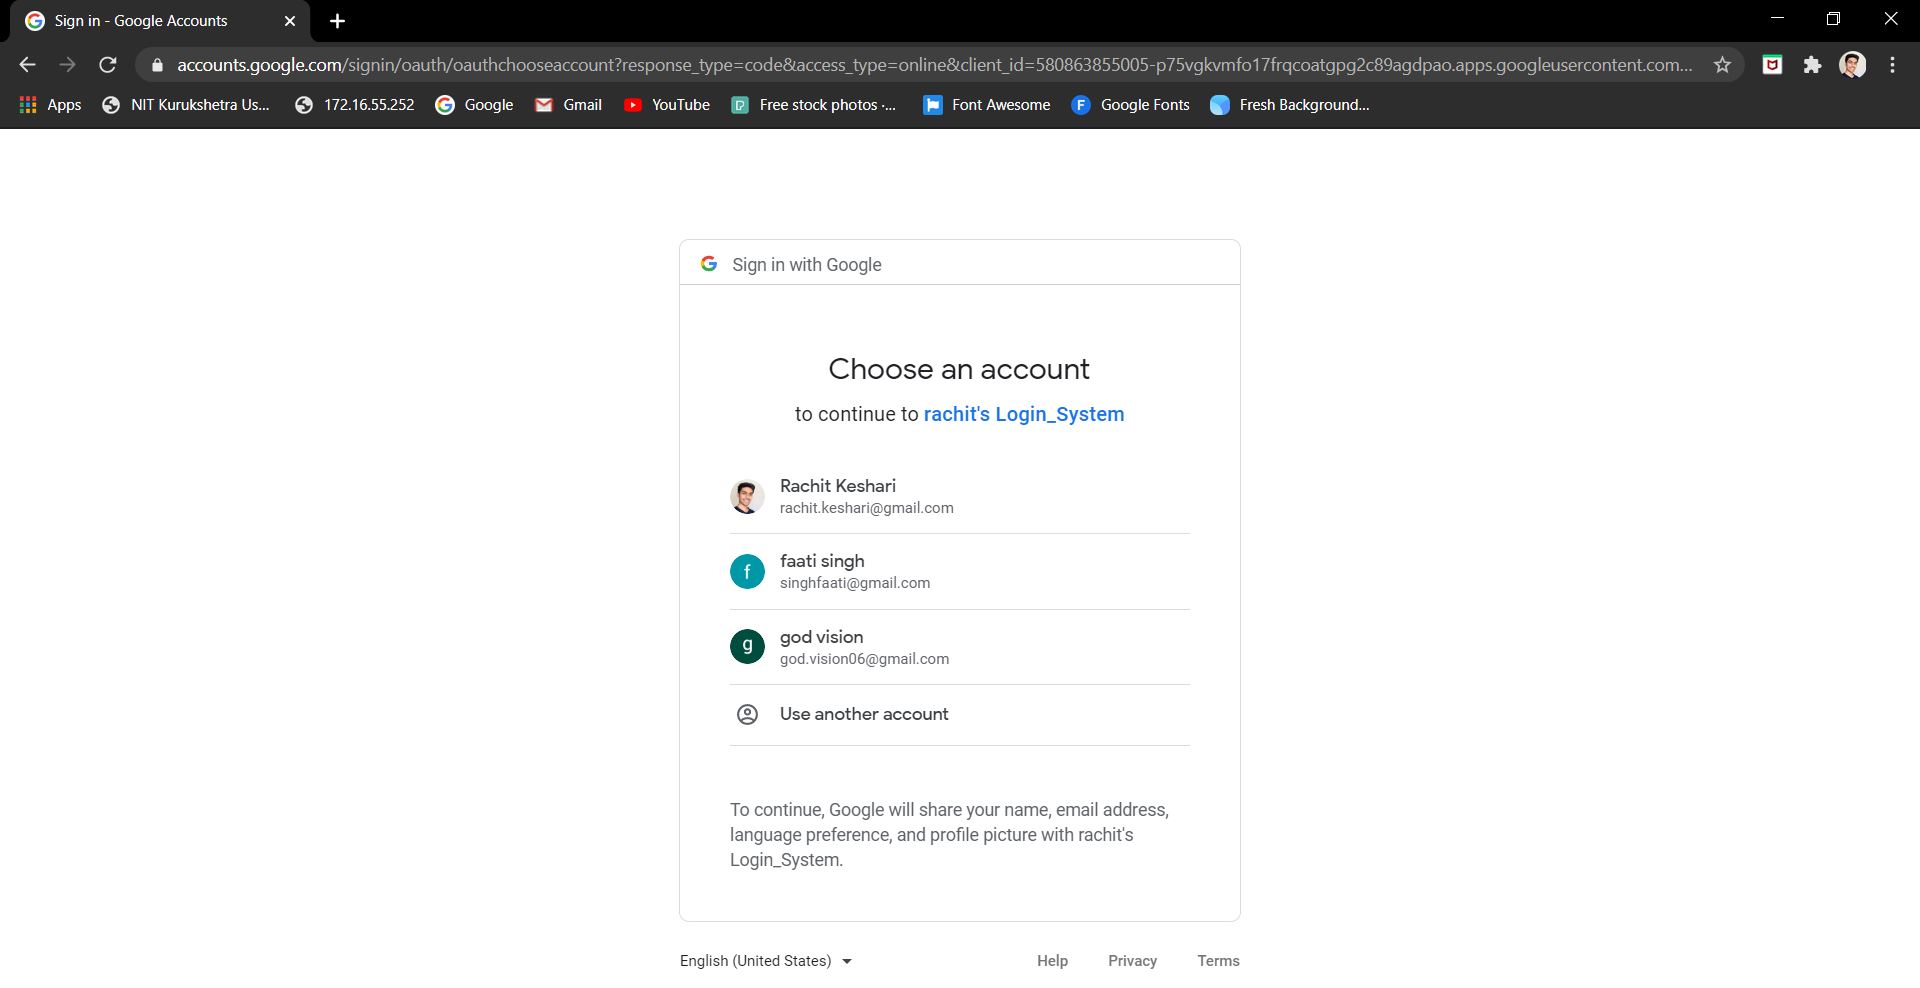 Sign in - Google Accounts
accounts.google.com/signin/oauth/oauthchooseaccount?response_type=code&access_type=online&client_id=580863855005-p75vgkvmfo17frqcoatgpg2c89agdpao.apps.googleusercontent.com...
Apps NIT Kurukshetra Us... 172.16.55.252 Google Gmail YouTube Free stock photos ·... Font Awesome Google Fonts Fresh Background...
Sign in with Google
Choose an account
to continue to rachit's Login_System
Rachit Keshari
rachit.keshari@gmail.com
f
faati singh
singhfaati@gmail.com
g
god vision
god.vision06@gmail.com
Use another account
To continue, Google will share your name, email address,
language preference, and profile picture with rachit's
Login_System.
English (United States) Help Privacy Terms